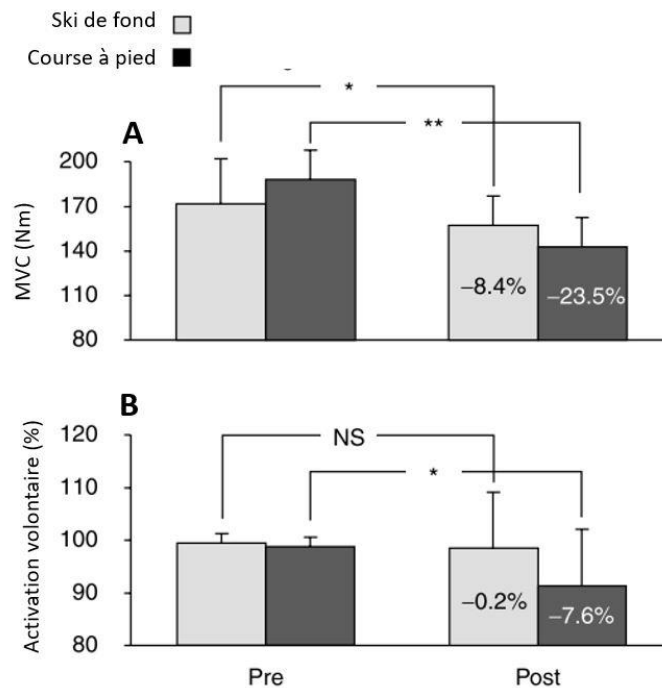 Ski de fond
Course à pied
*
A
**
200
170
140
110
80
MVC (Nm)
–8.4%
–23.5%
B
120
110
100
90
80
Activation volontaire (%)
NS
*
–0.2%
–7.6%
Pre
Post